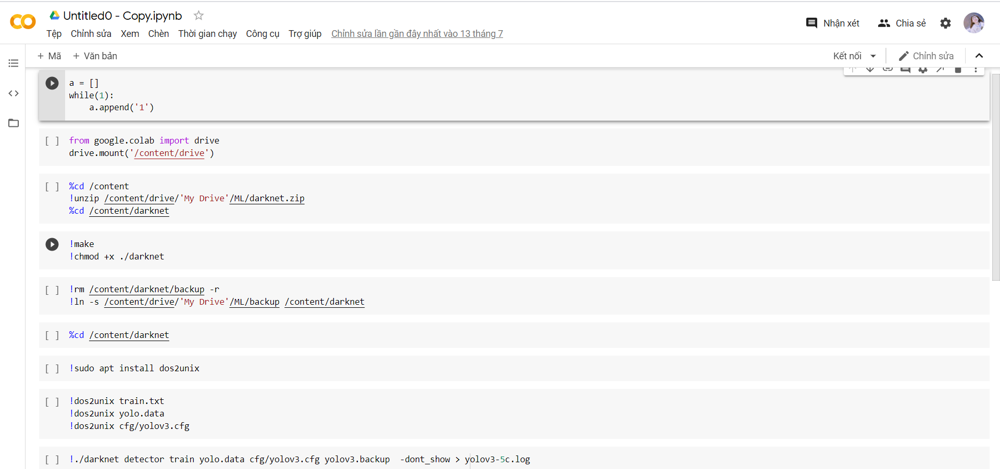 Untitled0 - Copy.ipynb
Tệp Chỉnh sửa Xem Chèn Thời gian chạy Công cụ Trợ giúp Chỉnh sửa lần gần đây nhất vào 13 tháng 7
Nhận xét Chia sẻ
+ Mã + Văn bản
Kết nối Chỉnh sửa
a = []
while(1):
    a.append('1')
[ ] from google.colab import drive
drive.mount('/content/drive')
[ ] %cd /content
!unzip /content/drive/'My Drive'/ML/darknet.zip
%cd /content/darknet
!make
!chmod +x ./darknet
[ ] !rm /content/darknet/backup -r
!ln -s /content/drive/'My Drive'/ML/backup /content/darknet
[ ] %cd /content/darknet
[ ] !sudo apt install dos2unix
[ ] !dos2unix train.txt
!dos2unix yolo.data
!dos2unix cfg/yolov3.cfg
[ ] !./darknet detector train yolo.data cfg/yolov3.cfg yolov3.backup  -dont_show > yolov3-5c.log